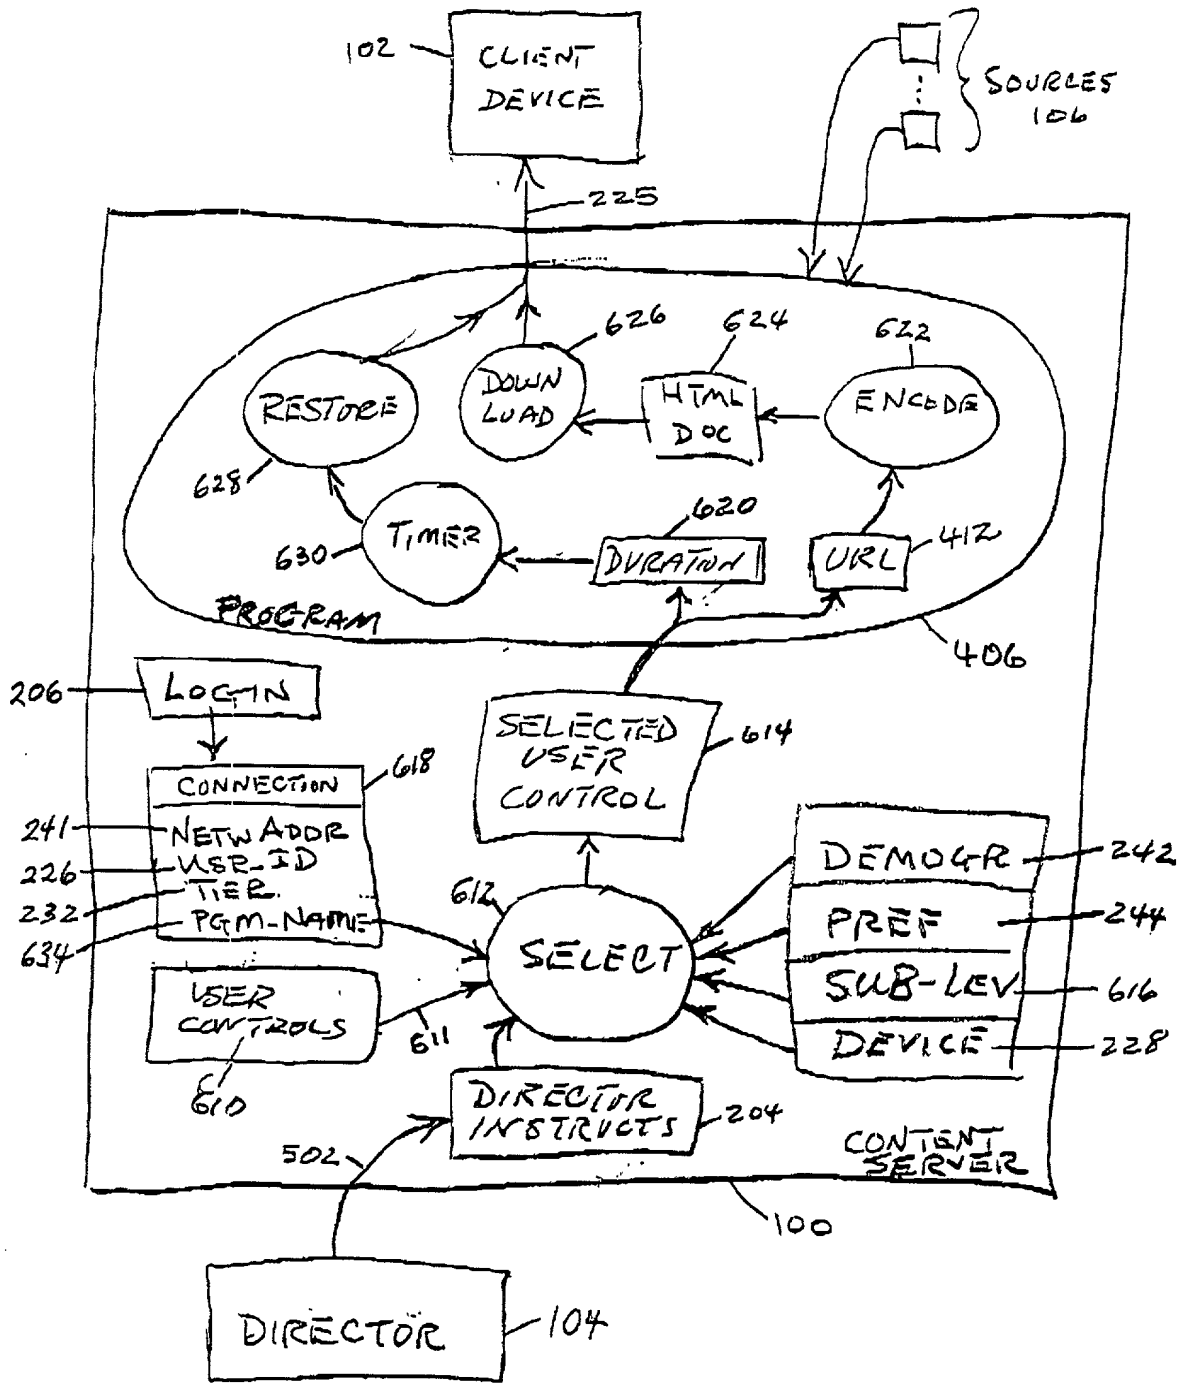 102
CLIENT
DEVICE
SOURCES
106
225
626
624
622
RESTORE
DOWN
LOAD
HTML
DOC
ENCODE
628
620
TIMER
630
DURATION
URL
412
PROGRAM
406
206
LOGIN
SELECTED
USER
CONTROL
614
618
CONNECTION
241
NETW ADDR
226
USR-ID
232
TIER
634
PGM-NAME
612
SELECT
DEMOGR
242
PREF
244
SUB-LEV
616
DEVICE
228
USER
CONTROLS
611
610
DIRECTOR
INSTRUCTS
204
502
CONTENT
SERVER
100
DIRECTOR
104